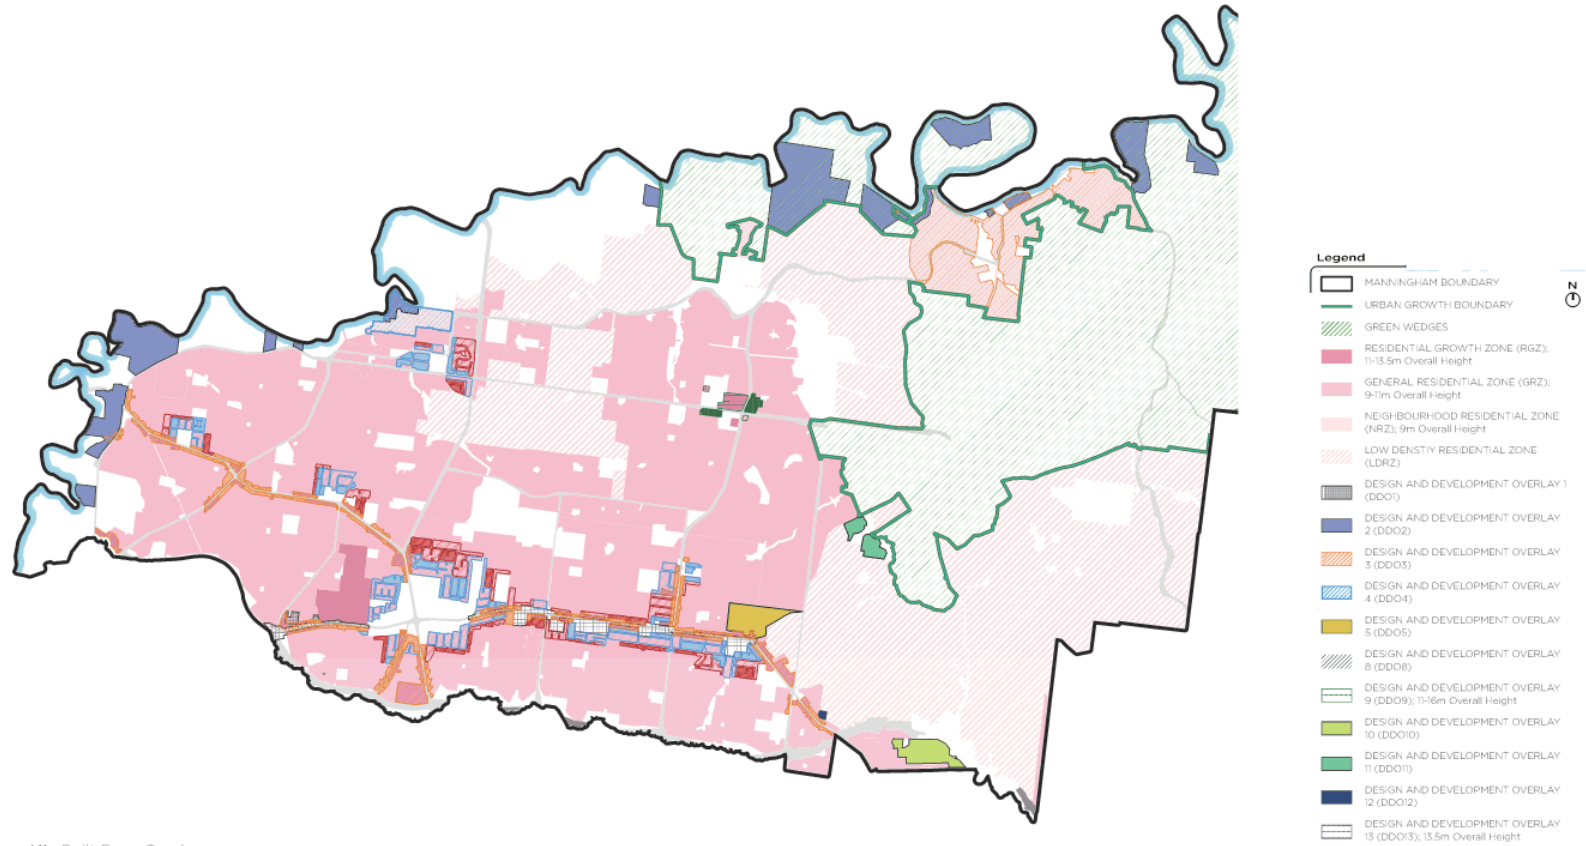 Legend
N
MANNINGHAM BOUNDARY
URBAN GROWTH BOUNDARY
GREEN WEDGES
RESIDENTIAL GROWTH ZONE (RGZ);
11-13.5m Overall Height
GENERAL RESIDENTIAL ZONE (GRZ);
9-11m Overall Height
NEIGHBOURHOOD RESIDENTIAL ZONE
(NRZ); 9m Overall Height
LOW DENSTIY RESIDENTIAL ZONE
(LDRZ)
DESIGN AND DEVELOPMENT OVERLAY 1
(DDO1)
DESIGN AND DEVELOPMENT OVERLAY
2 (DDO2)
DESIGN AND DEVELOPMENT OVERLAY
3 (DDO3)
DESIGN AND DEVELOPMENT OVERLAY
4 (DDO4)
DESIGN AND DEVELOPMENT OVERLAY
5 (DDO5)
DESIGN AND DEVELOPMENT OVERLAY
8 (DDO8)
DESIGN AND DEVELOPMENT OVERLAY
9 (DDO9); 11-16m Overall Height
DESIGN AND DEVELOPMENT OVERLAY
10 (DDO10)
DESIGN AND DEVELOPMENT OVERLAY
11 (DDO11)
DESIGN AND DEVELOPMENT OVERLAY
12 (DDO12)
DESIGN AND DEVELOPMENT OVERLAY
13 (DDO13); 13.5m Overall Height